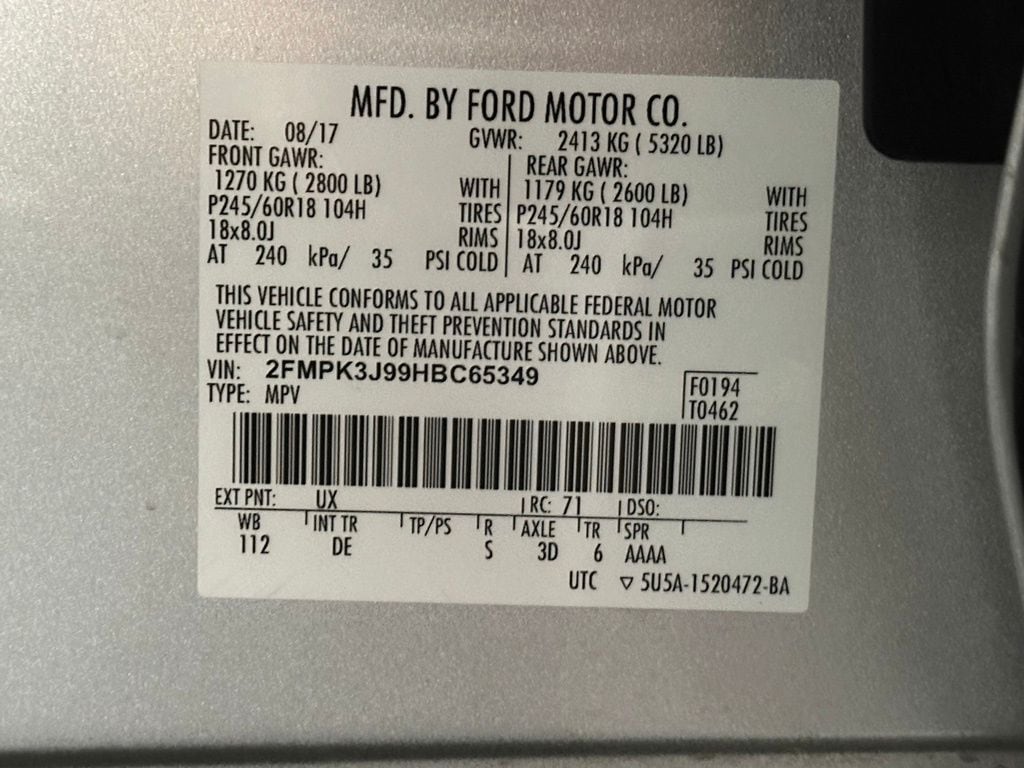 MFD. BY FORD MOTOR CO.
DATE: 08/17 GVWR: 2413 KG ( 5320 LB)
FRONT GAWR: REAR GAWR:
1270 KG ( 2800 LB) WITH 1179 KG ( 2600 LB) WITH
P245/60R18 104H TIRES P245/60R18 104H TIRES
18x8.0J RIMS 18x8.0J RIMS
AT 240 kPa/ 35 PSI COLD AT 240 kPa/ 35 PSI COLD
THIS VEHICLE CONFORMS TO ALL APPLICABLE FEDERAL MOTOR
VEHICLE SAFETY AND THEFT PREVENTION STANDARDS IN
EFFECT ON THE DATE OF MANUFACTURE SHOWN ABOVE.
VIN: 2FMPK3J99HBC65349
TYPE: MPV
F0194
T0462
EXT PNT: UX RC: 71 DSO:
WB INT TR TP/PS R AXLE TR SPR
112 DE S 3D 6 AAAA
UTC ▽ 5U5A-1520472-BA